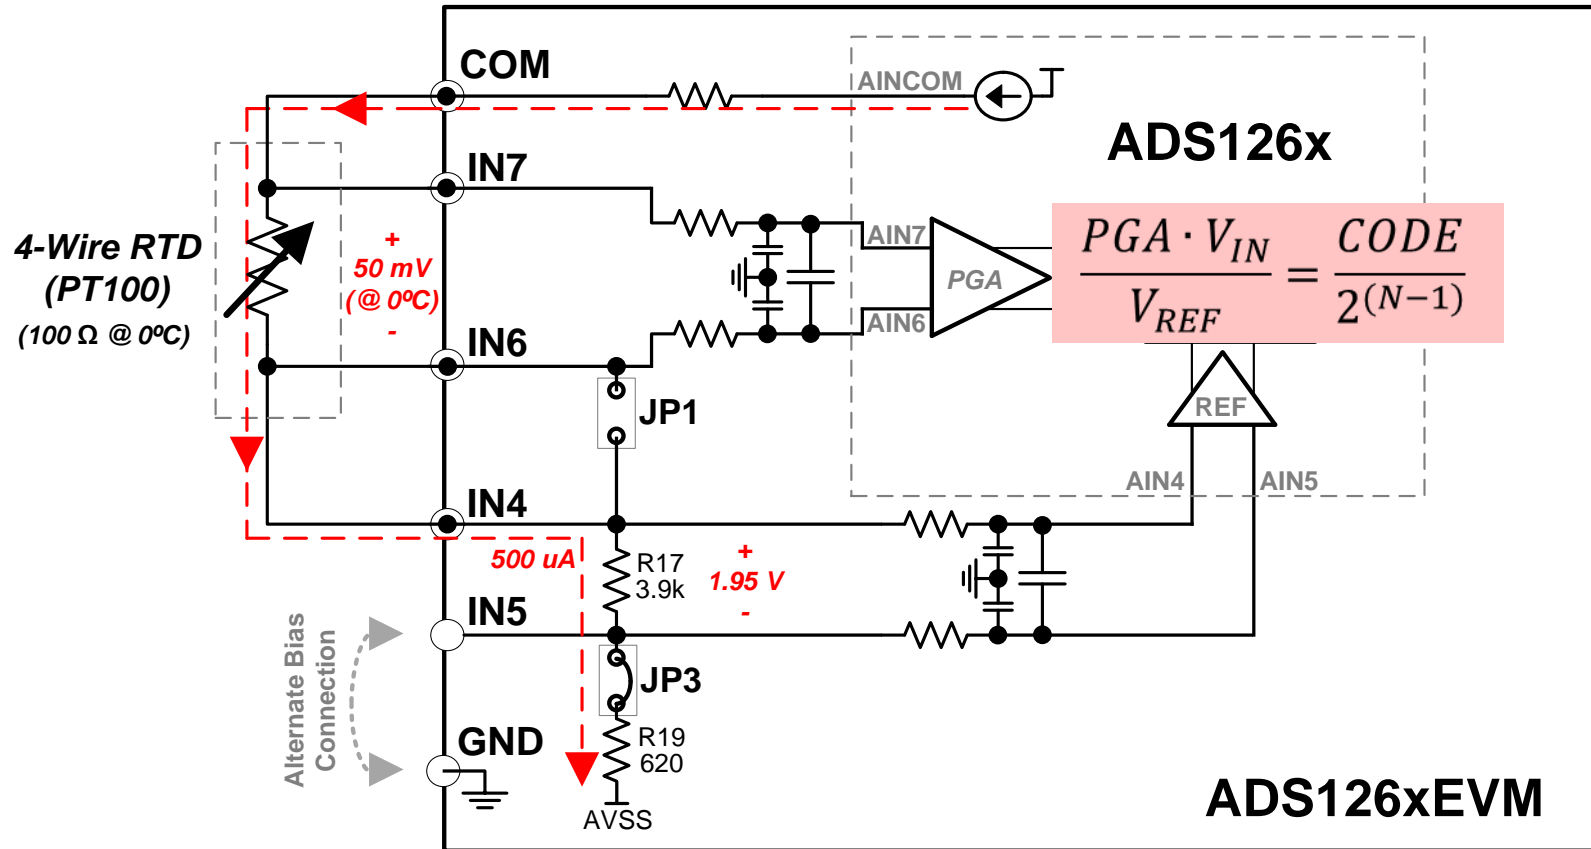 COM
AINCOM
ADS126x
IN7
4-Wire RTD
(PT100)
(100 Ω @ 0ºC)
+
50 mV
(@ 0ºC)
-
AIN7
PGA
AIN6
PGA · V_IN / V_REF = CODE / 2^(N−1)
IN6
JP1
REF
AIN4
AIN5
IN4
500 uA
R17
3.9k
+
1.95 V
-
IN5
Alternate Bias
Connection
JP3
GND
R19
620
AVSS
ADS126xEVM